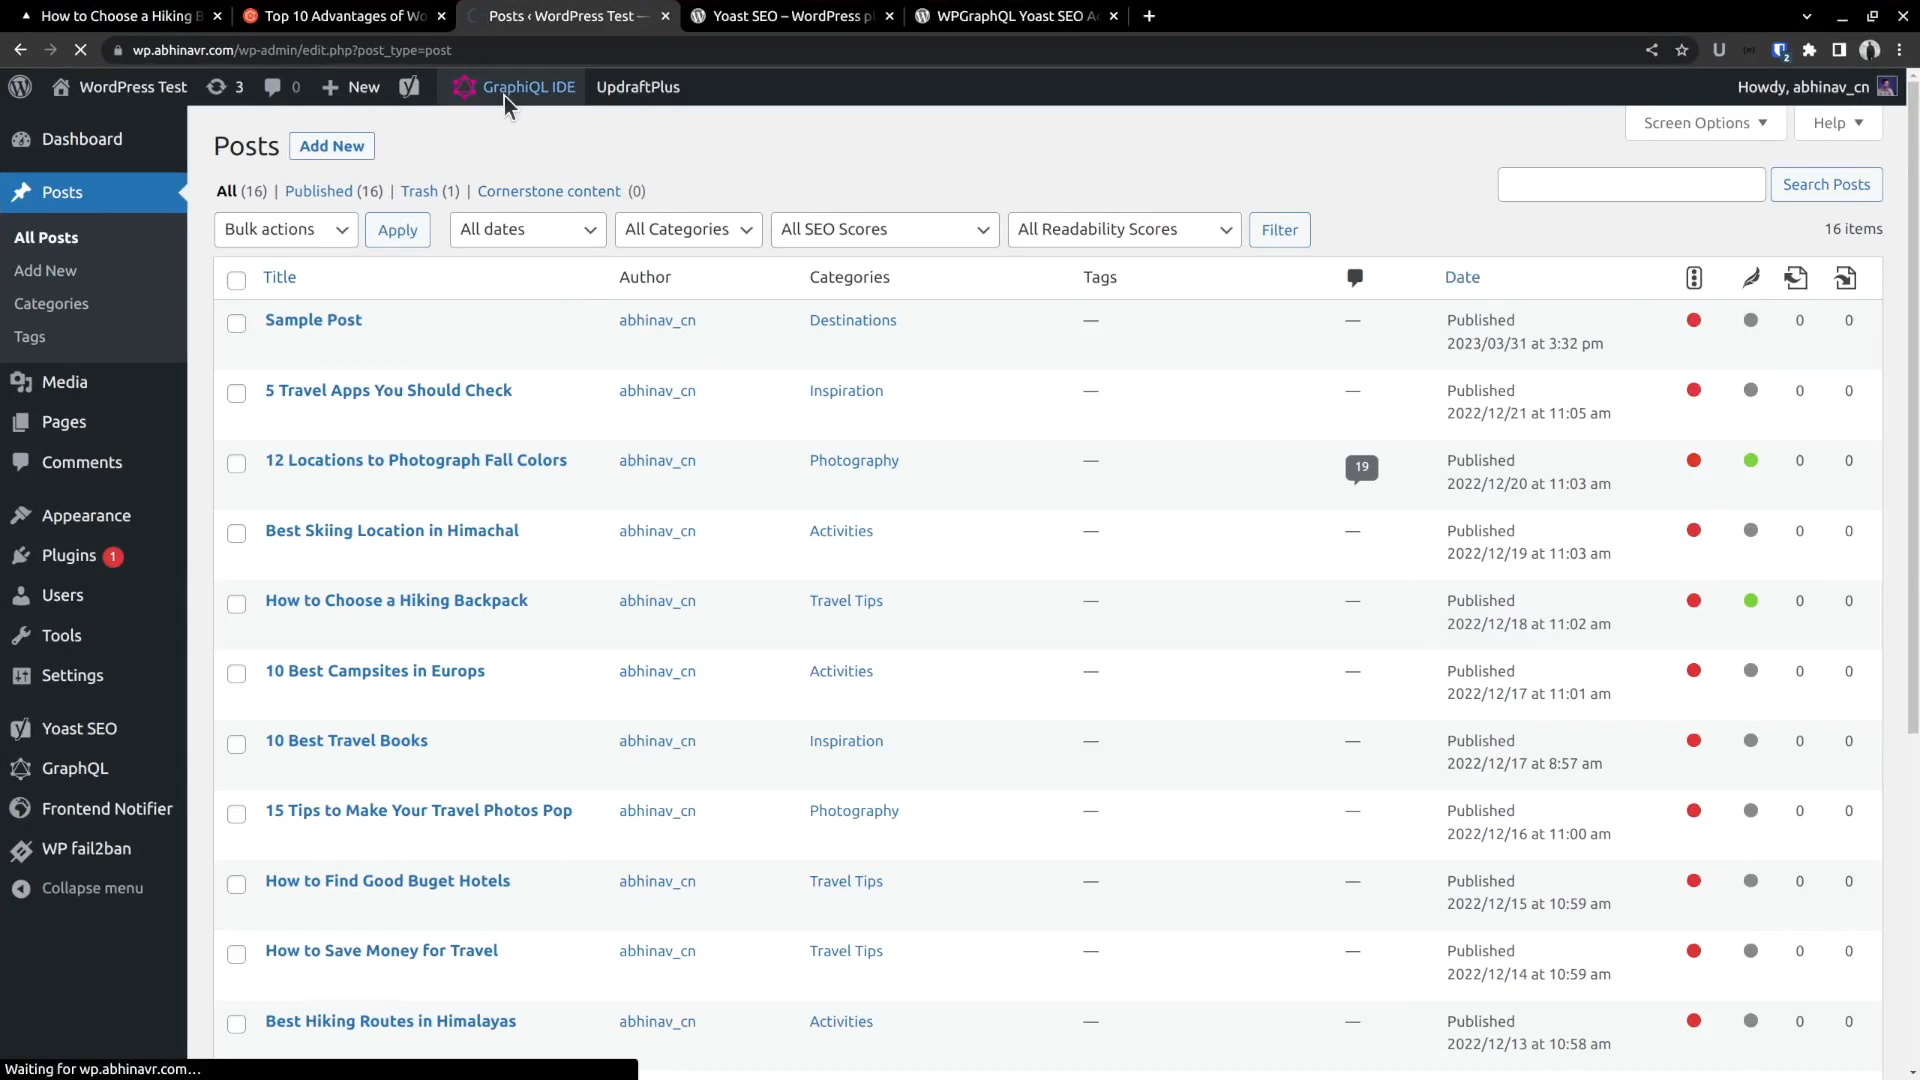 How to Choose a Hiking B
Top 10 Advantages of Wo
Posts ‹ WordPress Test —
Yoast SEO – WordPress p
WPGraphQL Yoast SEO A
wp.abhinavr.com/wp-admin/edit.php?post_type=post
WordPress Test 3 0 New GraphiQL IDE UpdraftPlus Howdy, abhinav_cn
Dashboard
Posts
All Posts
Add New
Categories
Tags
Media
Pages
Comments
Appearance
Plugins 1
Users
Tools
Settings
Yoast SEO
GraphQL
Frontend Notifier
WP fail2ban
Collapse menu
Screen Options Help
Posts Add New
All (16) | Published (16) | Trash (1) | Cornerstone content (0)
Search Posts
Bulk actions Apply All dates All Categories All SEO Scores All Readability Scores Filter 16 items
Title Author Categories Tags Date
Sample Post abhinav_cn Destinations — — Published 0 0
2023/03/31 at 3:32 pm
5 Travel Apps You Should Check abhinav_cn Inspiration — — Published 0 0
2022/12/21 at 11:05 am
12 Locations to Photograph Fall Colors abhinav_cn Photography — 19 Published 0 0
2022/12/20 at 11:03 am
Best Skiing Location in Himachal abhinav_cn Activities — — Published 0 0
2022/12/19 at 11:03 am
How to Choose a Hiking Backpack abhinav_cn Travel Tips — — Published 0 0
2022/12/18 at 11:02 am
10 Best Campsites in Europs abhinav_cn Activities — — Published 0 0
2022/12/17 at 11:01 am
10 Best Travel Books abhinav_cn Inspiration — — Published 0 0
2022/12/17 at 8:57 am
15 Tips to Make Your Travel Photos Pop abhinav_cn Photography — — Published 0 0
2022/12/16 at 11:00 am
How to Find Good Buget Hotels abhinav_cn Travel Tips — — Published 0 0
2022/12/15 at 10:59 am
How to Save Money for Travel abhinav_cn Travel Tips — — Published 0 0
2022/12/14 at 10:59 am
Best Hiking Routes in Himalayas abhinav_cn Activities — — Published 0 0
2022/12/13 at 10:58 am
Waiting for wp.abhinavr.com...